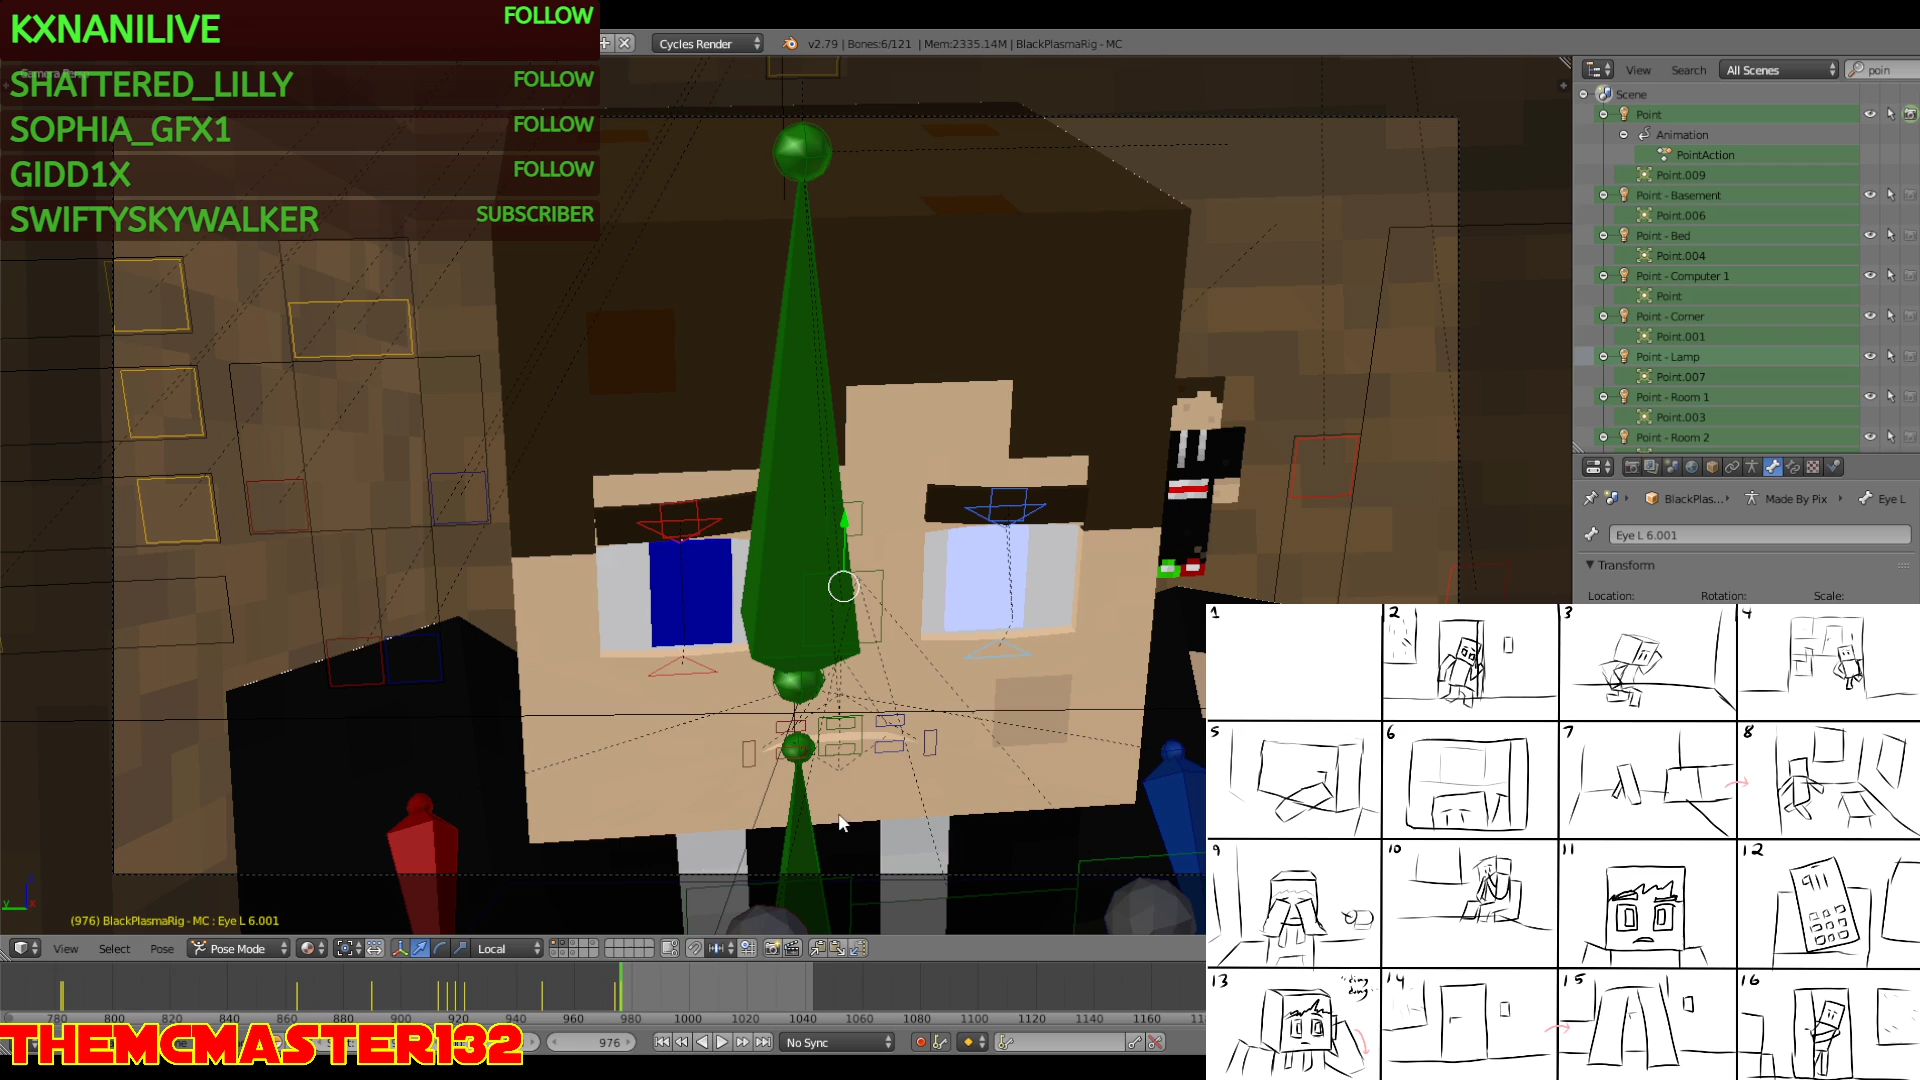 KXNANILIVE FOLLOW
SHATTERED_LILLY FOLLOW
SOPHIA_GFX1 FOLLOW
GIDD1X FOLLOW
SWIFTYSKYWALKER SUBSCRIBER
Cycles Render v2.79 | Bones:6/121 | Mem:2335.14M | BlackPlasmaRig - MC
View Search All Scenes poin
Scene
Point
Animation
PointAction
Point.009
Point - Basement
Point.006
Point - Bed
Point.004
Point - Computer 1
Point
Point - Corner
Point.001
Point - Lamp
Point.007
Point - Room 1
Point.003
Point - Room 2
BlackPlas... Made By Pix Eye L
Eye L 6.001
Transform
Location: Rotation: Scale:
1 2 3 4
5 6 7 8
9 10 11 12
911
13 14 15 16
"ding dong"
(976) BlackPlasmaRig - MC : Eye L 6.001
View Select Pose Pose Mode Local
780 800 820 840 860 880 900 920 940 960 980 1000 1020 1040 1060 1080 1100 1120 1140 1160
976 No Sync
THEMCMASTER132